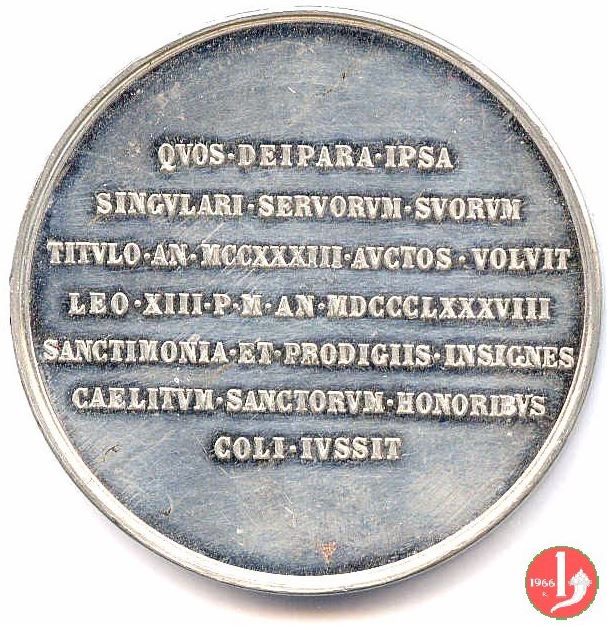 QVOS·DEIPARA·IPSA
SINGVLARI·SERVORVM·SVORVM
TITVLO·AN·MCCXXXIII·AVCTOS·VOLVIT
LEO·XIII·P·M·AN·MDCCCLXXXVIII
SANCTIMONIA·ET·PRODIGIIS·INSIGNES
CAELITVM·SANCTORVM·HONORIBVS
COLI·IVSSIT
1966